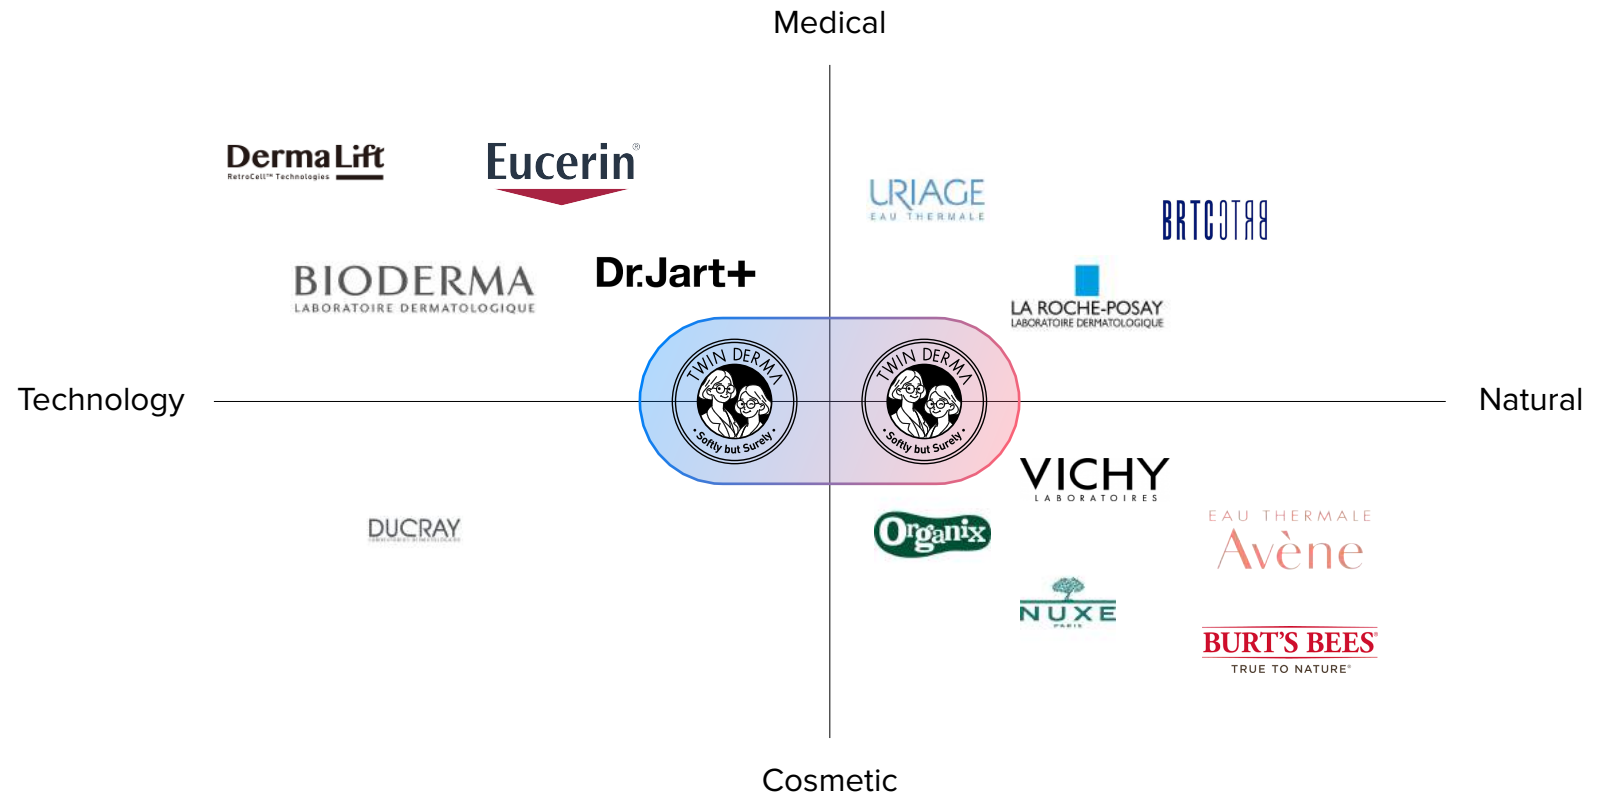 Medical
DermaLift
RetroCell™ Technologies
Eucerin®
URIAGE
EAU THERMALE
BRTC
BIODERMA
LABORATOIRE DERMATOLOGIQUE
Dr.Jart+
LA ROCHE-POSAY
LABORATOIRE DERMATOLOGIQUE
Technology
TWIN DERMA
• Softly but Surely •
TWIN DERMA
• Softly but Surely •
Natural
VICHY
LABORATOIRES
DUCRAY
Organix
EAU THERMALE
Avène
NUXE
PARIS
BURT'S BEES®
TRUE TO NATURE®
Cosmetic